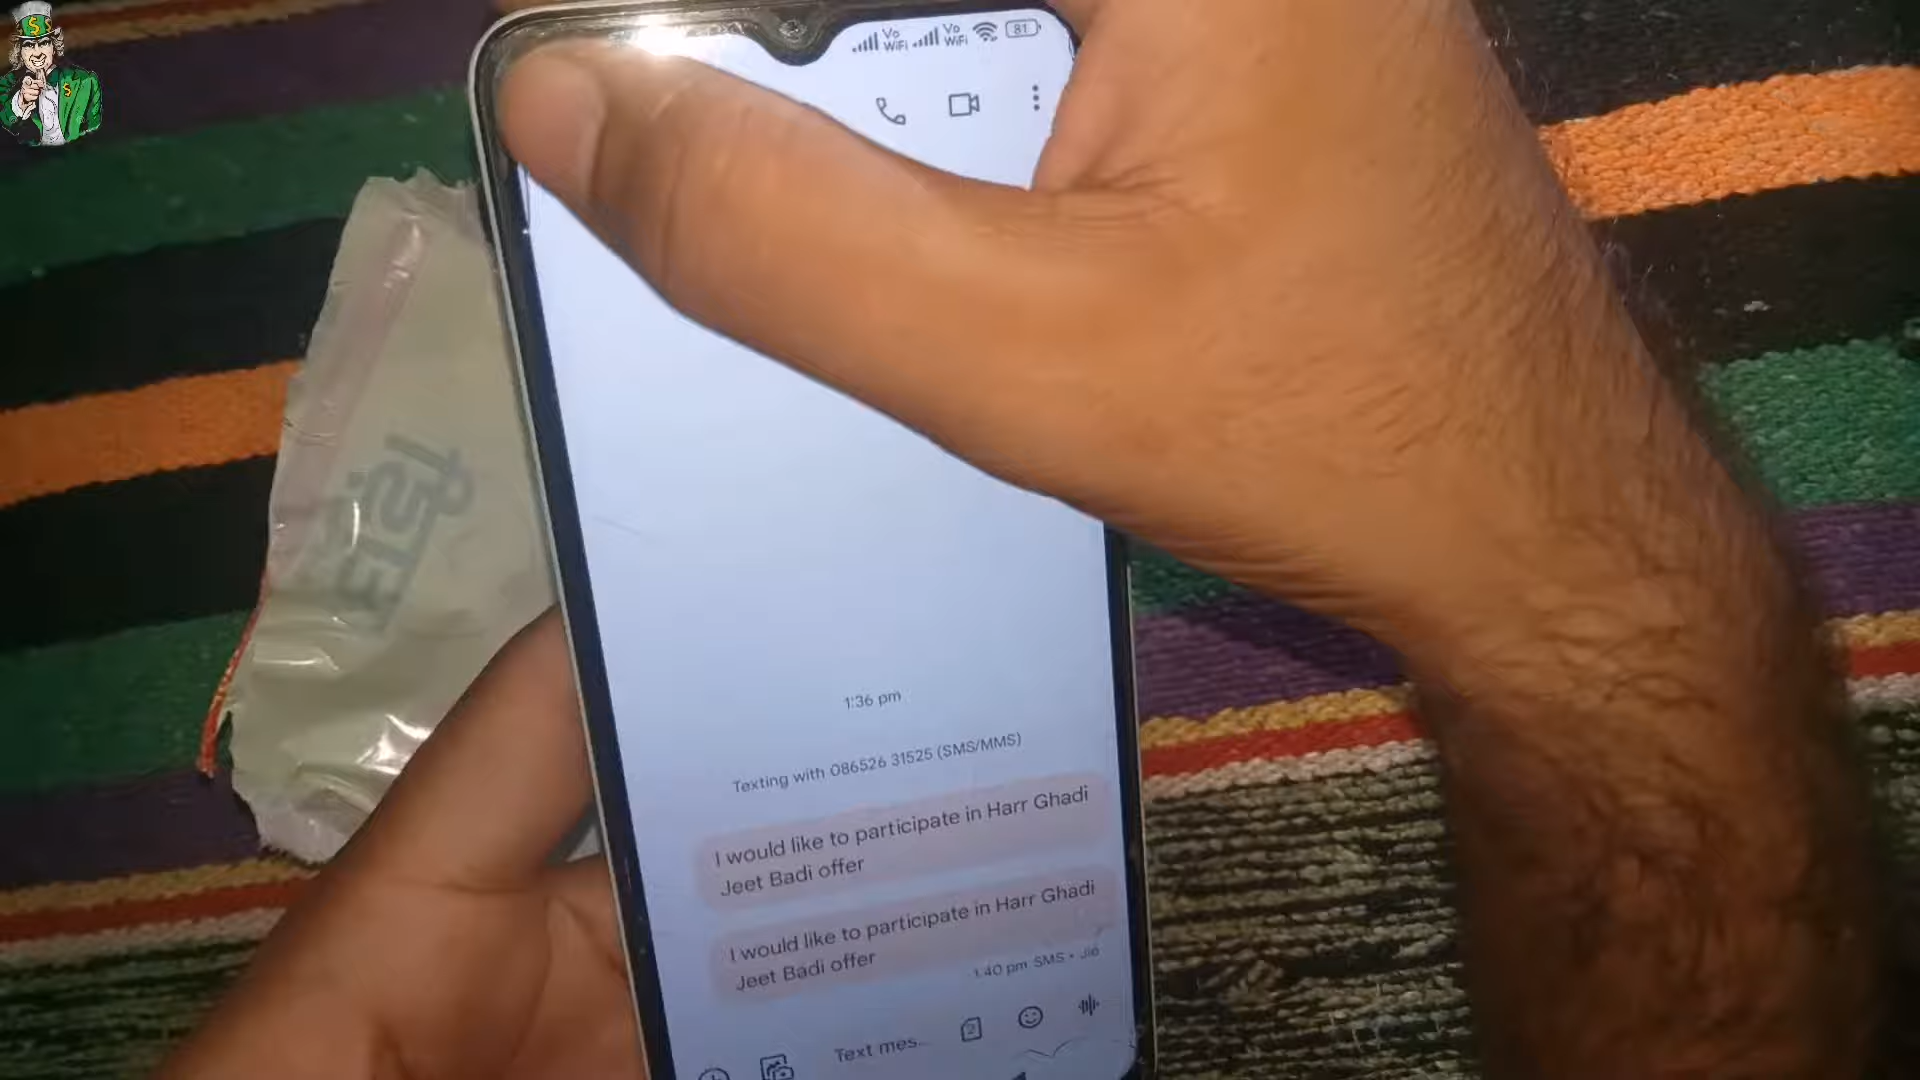 Vo
WiFi
Vo
WiFi
81
1:36 pm
Texting with 086526 31525 (SMS/MMS)
I would like to participate in Harr Ghadi
Jeet Badi offer
I would like to participate in Harr Ghadi
Jeet Badi offer
1:40 pm SMS • Jio
Text mes...
2